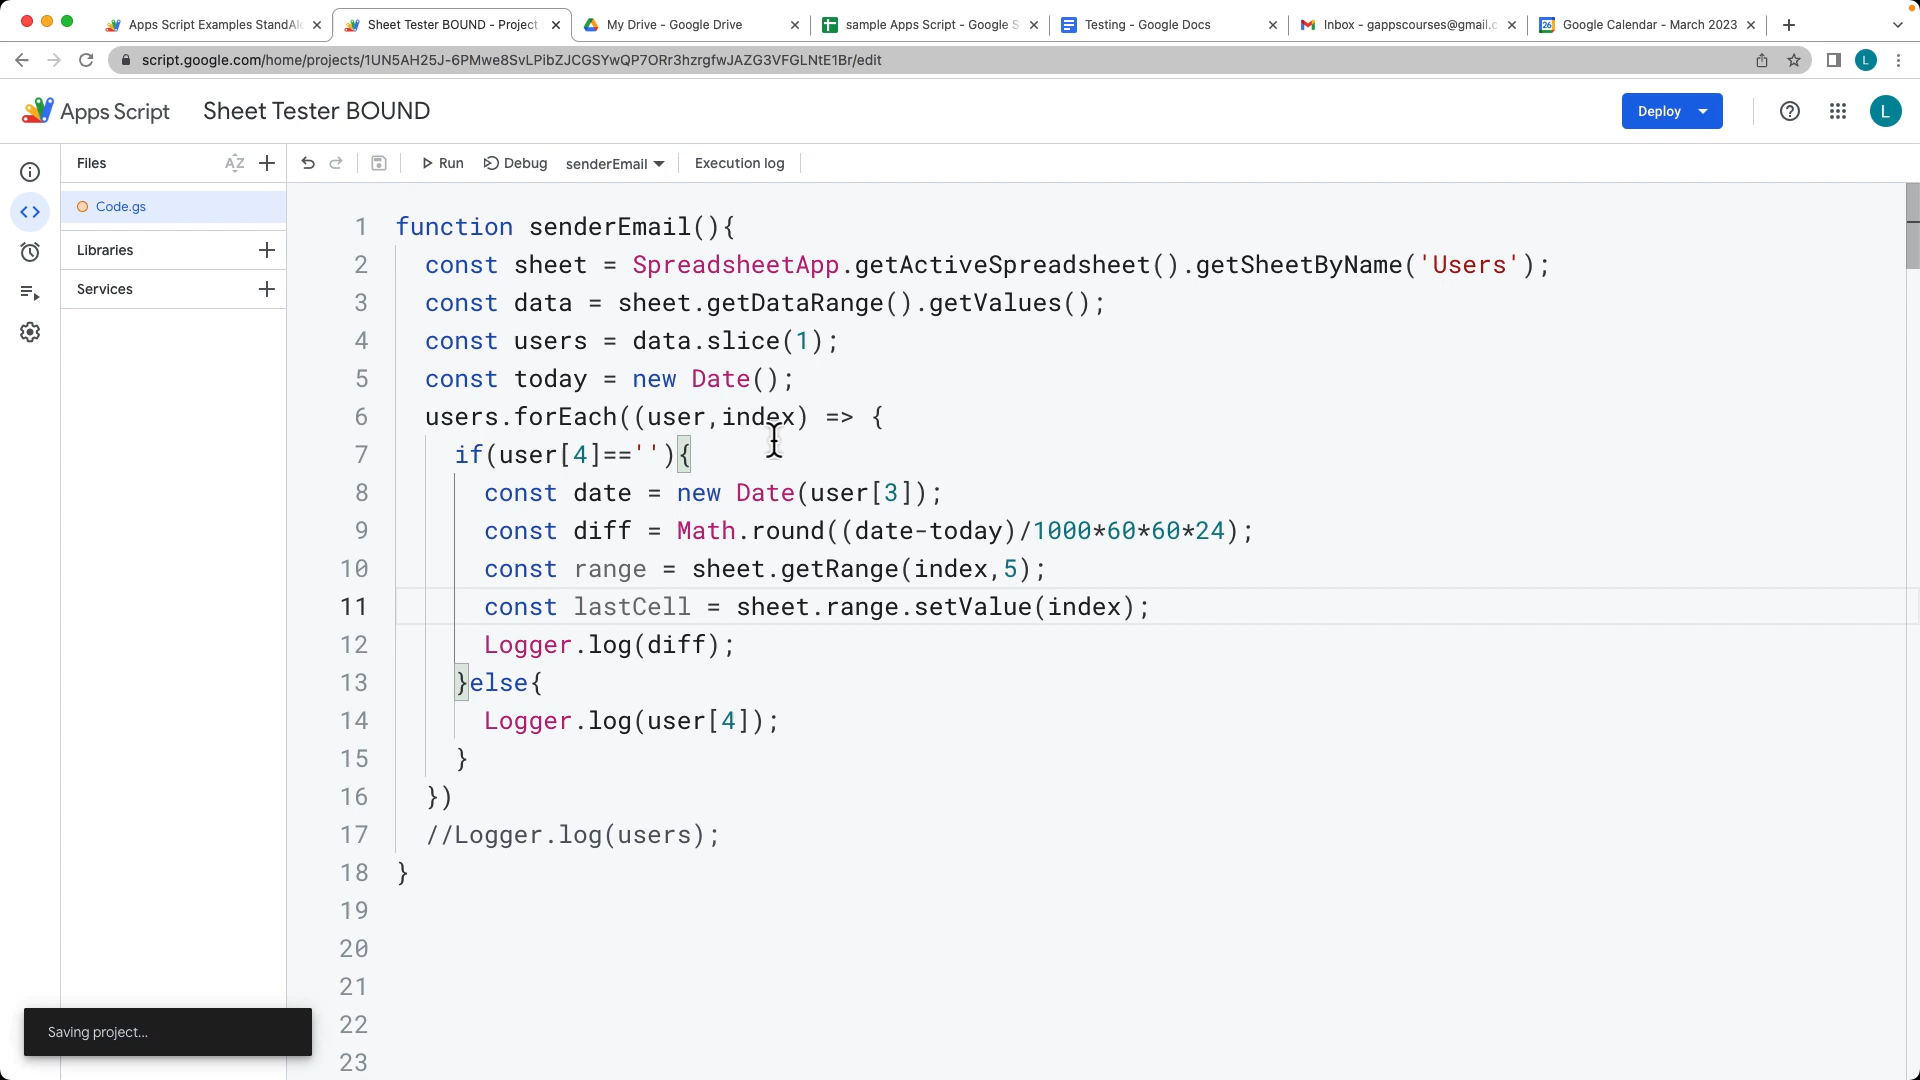 Apps Script Examples StandAl
Sheet Tester BOUND - Project
My Drive - Google Drive
sample Apps Script - Google S
Testing - Google Docs
Inbox - gappscourses@gmail.c
26
Google Calendar - March 2023
script.google.com/home/projects/1UN5AH25J-6PMwe8SvLPibZJCGSYwQP7ORr3hzrgfwJAZG3VFGLNtE1Br/edit
L
Apps Script
Sheet Tester BOUND
Deploy
L
Files
AZ
Run
Debug
senderEmail
Execution log
Code.gs
Libraries
Services
1 function senderEmail(){
2 const sheet = SpreadsheetApp.getActiveSpreadsheet().getSheetByName('Users');
3 const data = sheet.getDataRange().getValues();
4 const users = data.slice(1);
5 const today = new Date();
6 users.forEach((user,index) => {
7 if(user[4]==''){
8 const date = new Date(user[3]);
9 const diff = Math.round((date-today)/1000*60*60*24);
10 const range = sheet.getRange(index,5);
11 const lastCell = sheet.range.setValue(index);
12 Logger.log(diff);
13 }else{
14 Logger.log(user[4]);
15 }
16 })
17 //Logger.log(users);
18 }
19
20
21
22
23
Saving project...